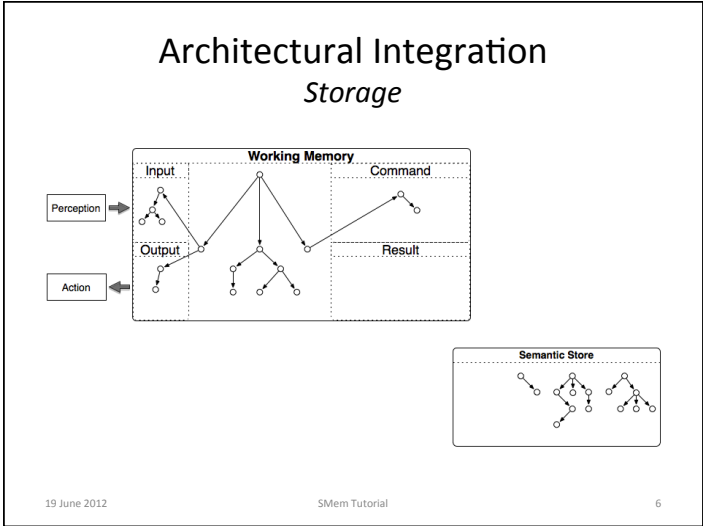 Architectural Integration
Storage
Working Memory
Input
Command
Perception
Output
Result
Action
Semantic Store
19 June 2012
SMem Tutorial
6